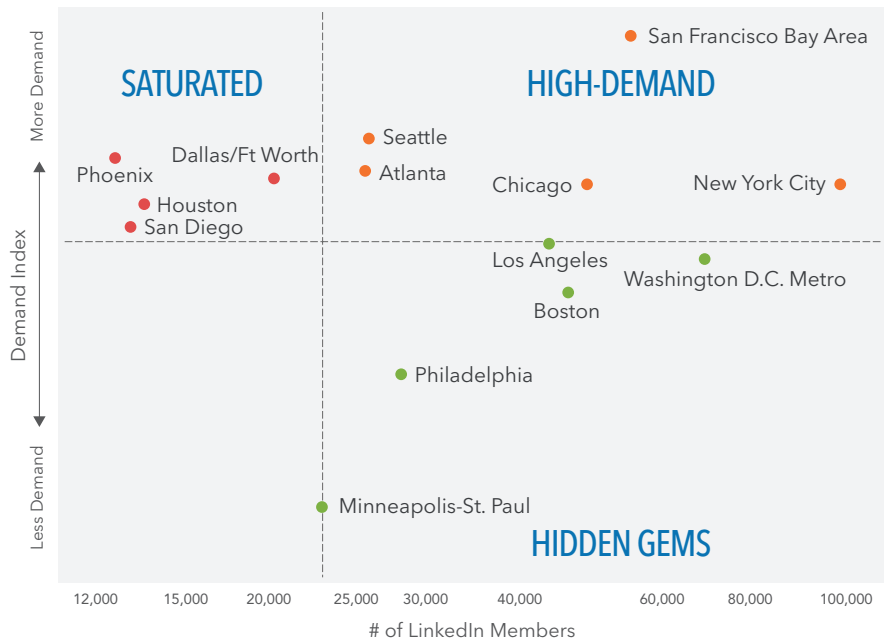 San Francisco Bay Area
SATURATED
HIGH-DEMAND
More Demand
Seattle
Dallas/Ft Worth
Phoenix
Atlanta
Chicago
New York City
Houston
San Diego
Los Angeles
Washington D.C. Metro
Boston
Demand Index
Philadelphia
Less Demand
Minneapolis-St. Paul
HIDDEN GEMS
12,000 15,000 20,000 25,000 30,000 40,000 60,000 80,000 100,000
# of LinkedIn Members